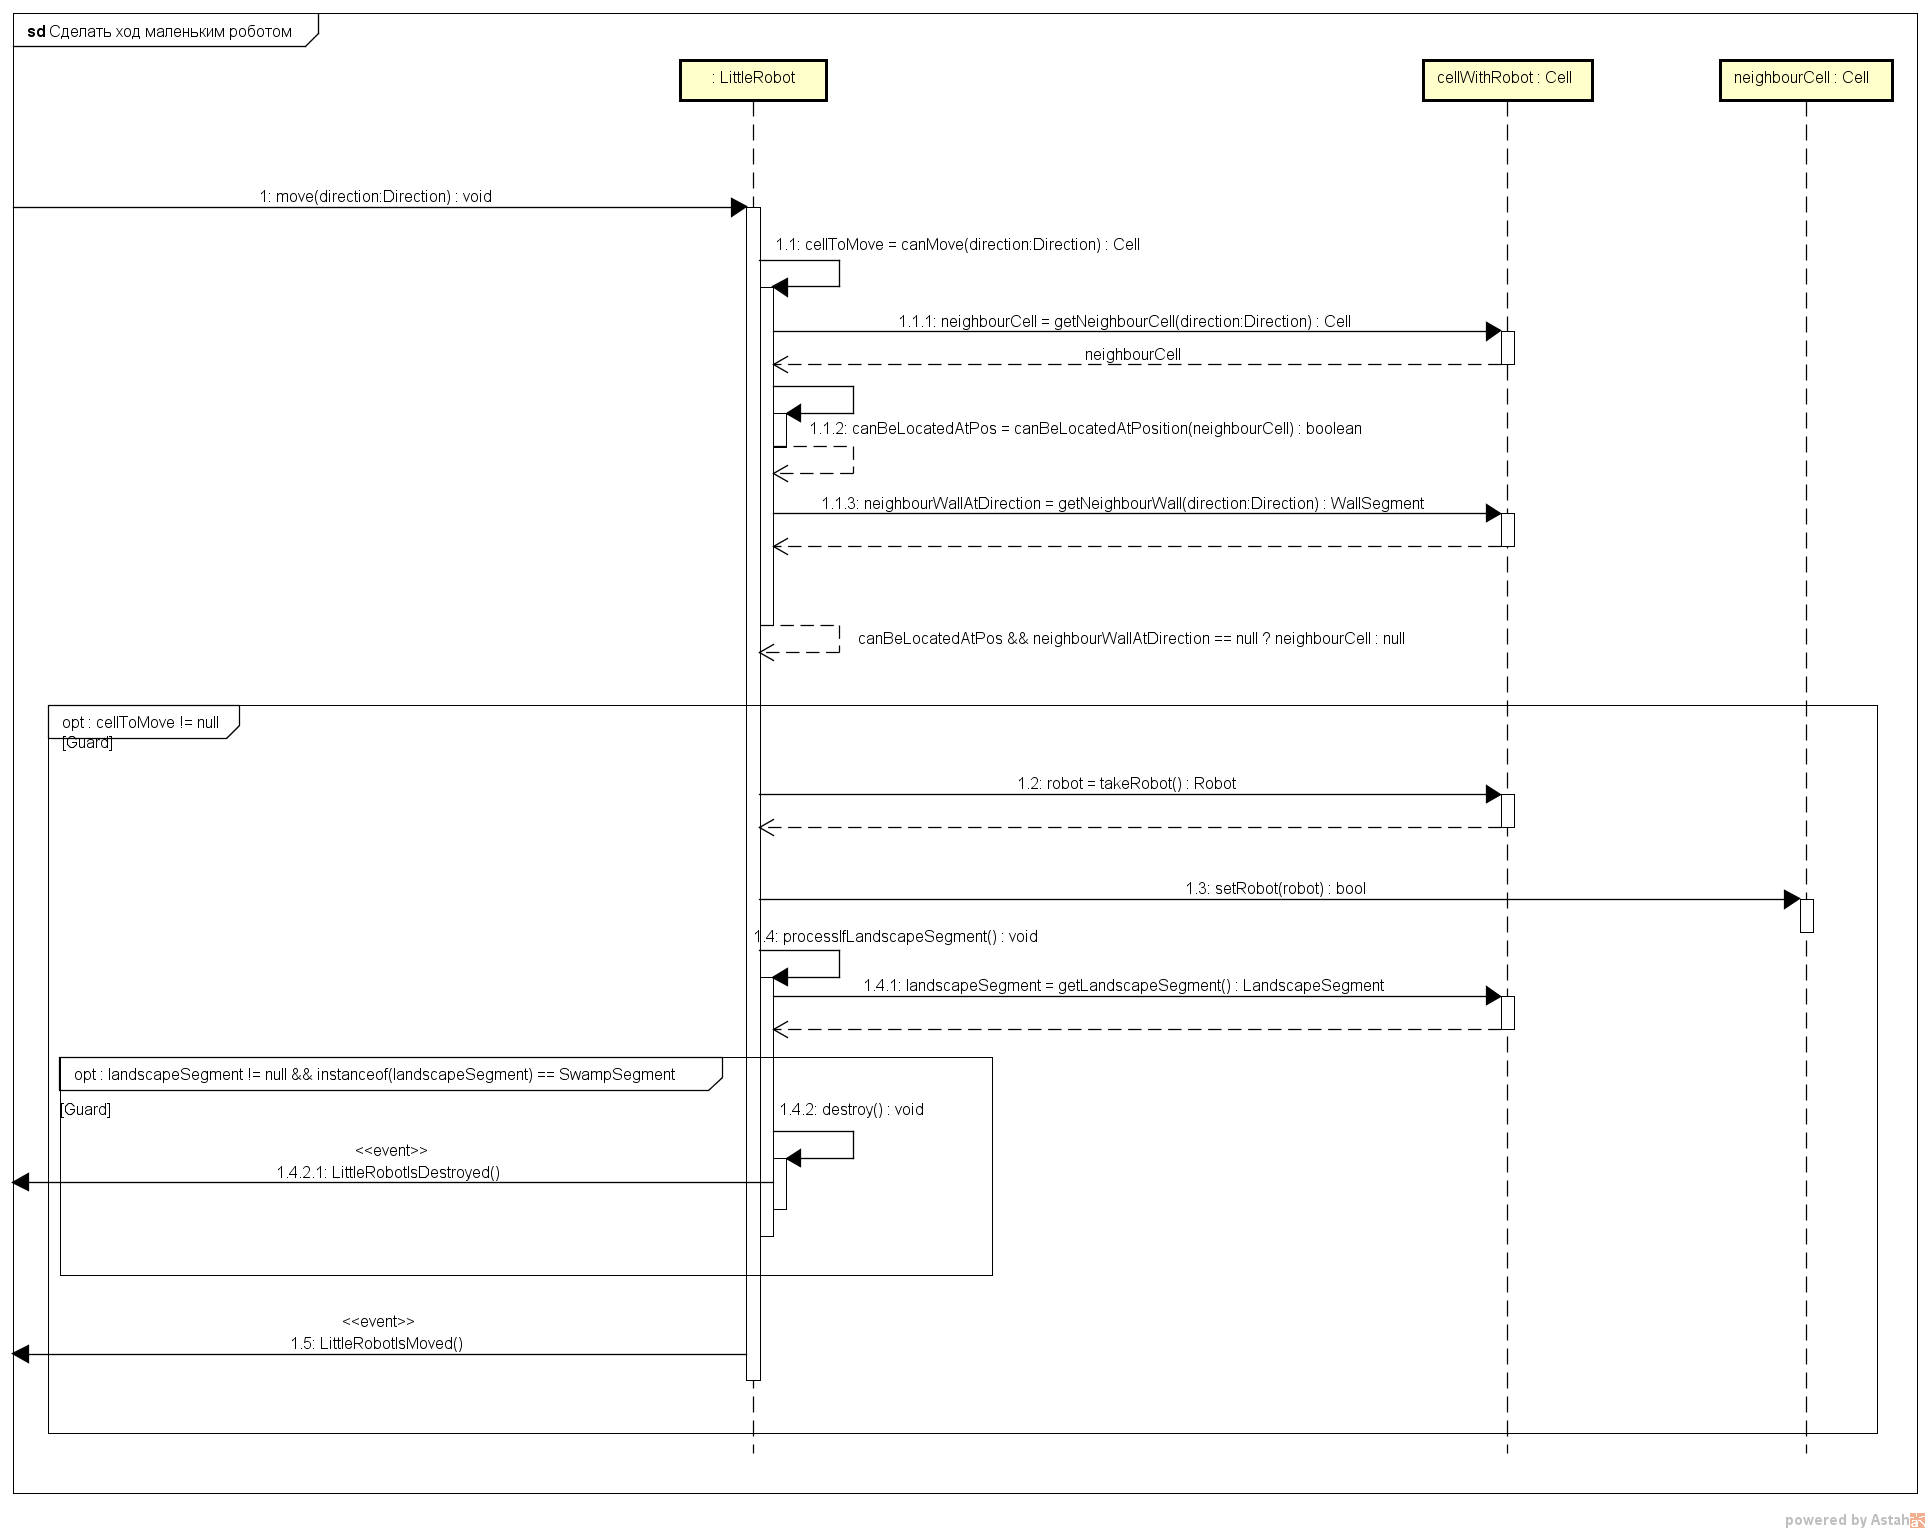 sd Сделать ход маленьким роботом
: LittleRobot
cellWithRobot : Cell
neighbourCell : Cell
1: move(direction:Direction) : void
1.1: cellToMove = canMove(direction:Direction) : Cell
1.1.1: neighbourCell = getNeighbourCell(direction:Direction) : Cell
neighbourCell
1.1.2: canBeLocatedAtPos = canBeLocatedAtPosition(neighbourCell) : boolean
1.1.3: neighbourWallAtDirection = getNeighbourWall(direction:Direction) : WallSegment
canBeLocatedAtPos && neighbourWallAtDirection == null ? neighbourCell : null
opt : cellToMove != null
[Guard]
1.2: robot = takeRobot() : Robot
1.3: setRobot(robot) : bool
1.4: processIfLandscapeSegment() : void
1.4.1: landscapeSegment = getLandscapeSegment() : LandscapeSegment
opt : landscapeSegment != null && instanceof(landscapeSegment) == SwampSegment
[Guard]
1.4.2: destroy() : void
<<event>>
1.4.2.1: LittleRobotIsDestroyed()
<<event>>
1.5: LittleRobotIsMoved()
powered by Astah